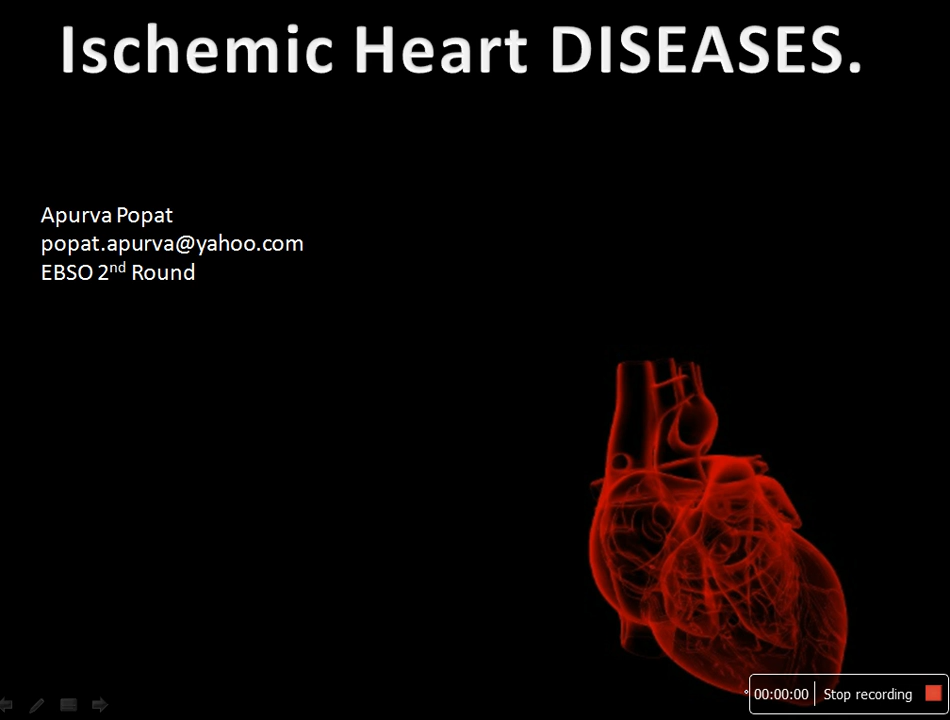 Ischemic Heart DISEASES.
Apurva Popat
popat.apurva@yahoo.com
EBSO 2nd Round
00:00:00 Stop recording